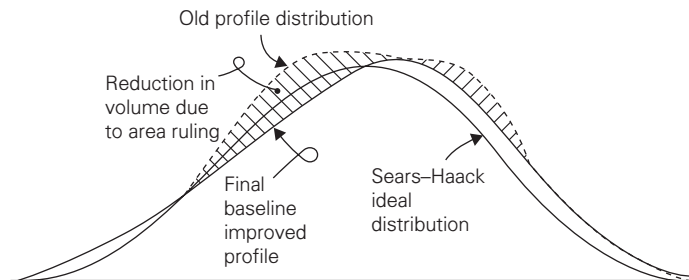 Old profile distribution
Reduction in
volume due
to area ruling
Final
baseline
improved
profile
Sears–Haack
ideal
distribution